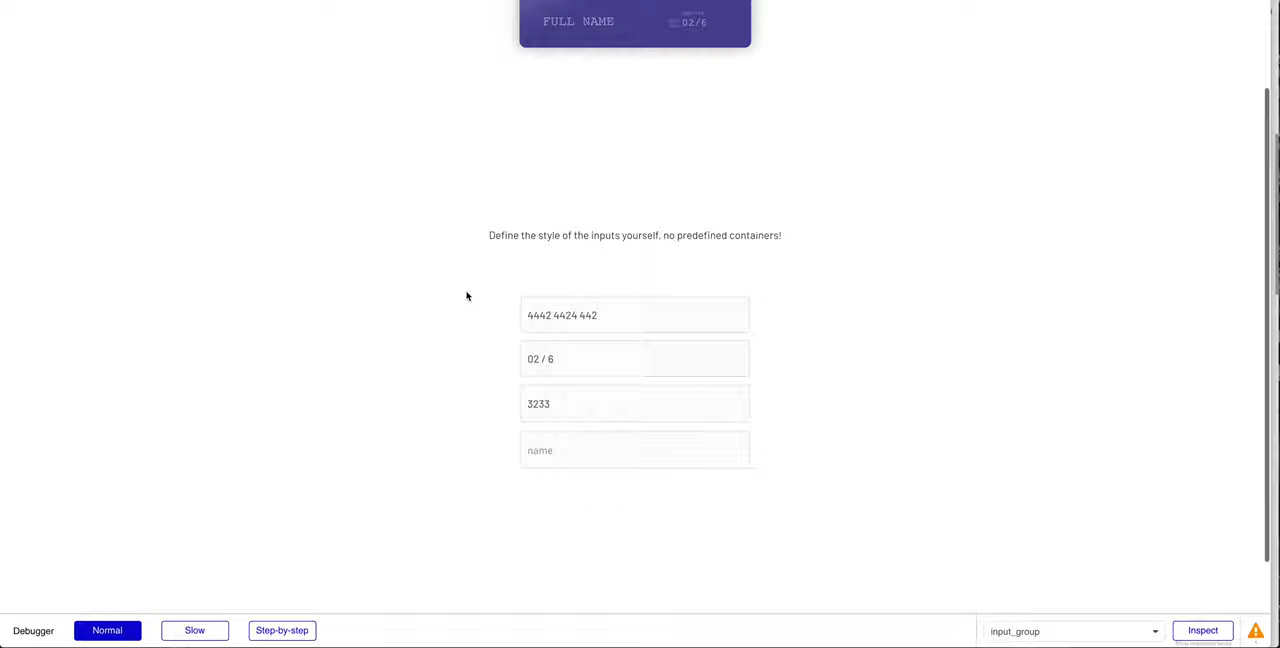 FULL NAME
02/6
Define the style of the inputs yourself, no predefined containers!
4442 4424 442
02 / 6
3233
name
Debugger
Normal
Slow
Step-by-step
input_group
Inspect